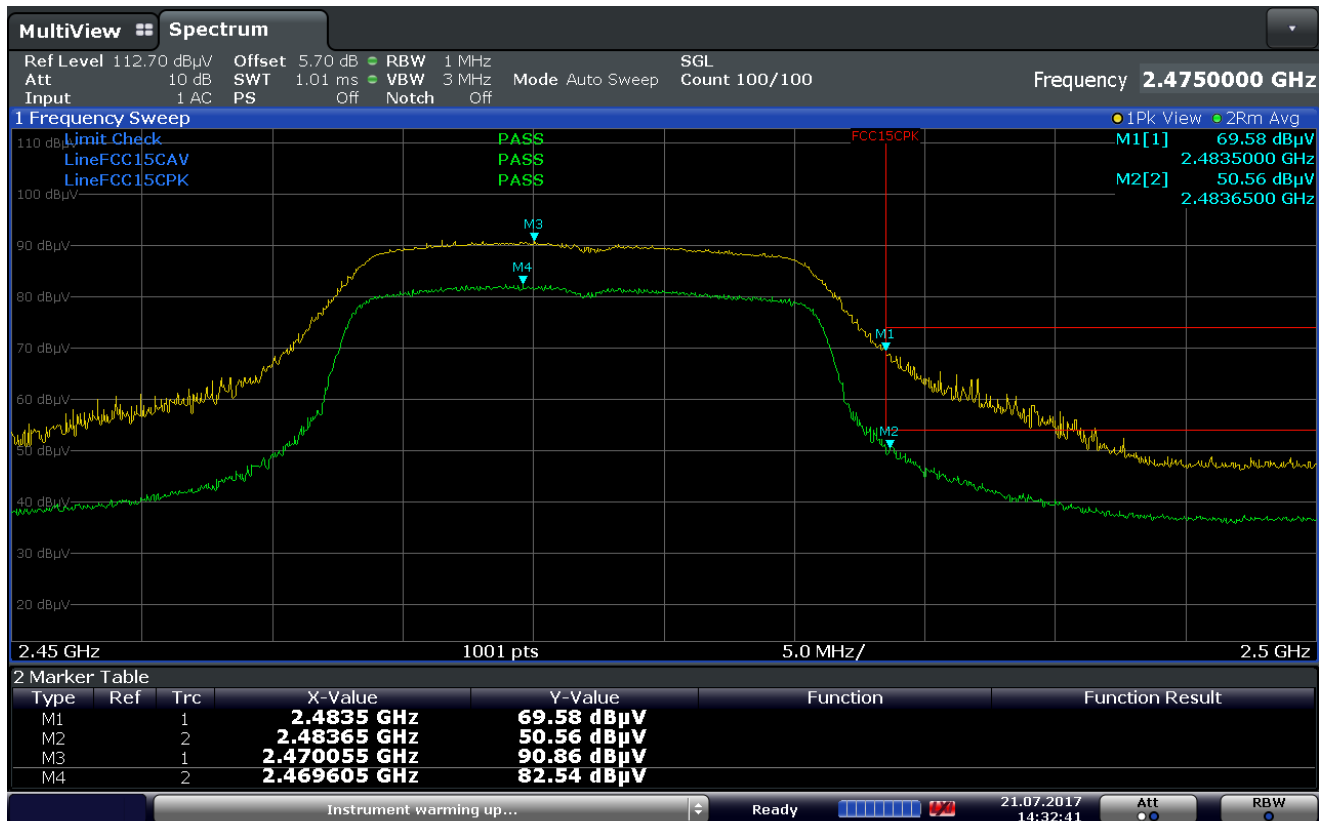 MultiView Spectrum
Ref Level 112.70 dBµV Offset 5.70 dB RBW 1 MHz SGL
Att 10 dB SWT 1.01 ms VBW 3 MHz Mode Auto Sweep Count 100/100 Frequency 2.4750000 GHz
Input 1 AC PS Off Notch Off
1 Frequency Sweep 1Pk View 2Rm Avg
110 dBµV Limit Check PASS FCC15CPK M1[1] 69.58 dBµV
LineFCC15CAV PASS 2.4835000 GHz
LineFCC15CPK PASS M2[2] 50.56 dBµV
100 dBµV 2.4836500 GHz
M3
90 dBµV
M4
80 dBµV
M1
70 dBµV
60 dBµV
M2
50 dBµV
40 dBµV
30 dBµV
20 dBµV
2.45 GHz 1001 pts 5.0 MHz/ 2.5 GHz
2 Marker Table
Type Ref Trc X-Value Y-Value Function Function Result
M1 1 2.4835 GHz 69.58 dBµV
M2 2 2.48365 GHz 50.56 dBµV
M3 1 2.470055 GHz 90.86 dBµV
M4 2 2.469605 GHz 82.54 dBµV
Instrument warming up... Ready 21.07.2017 Att RBW
14:32:41